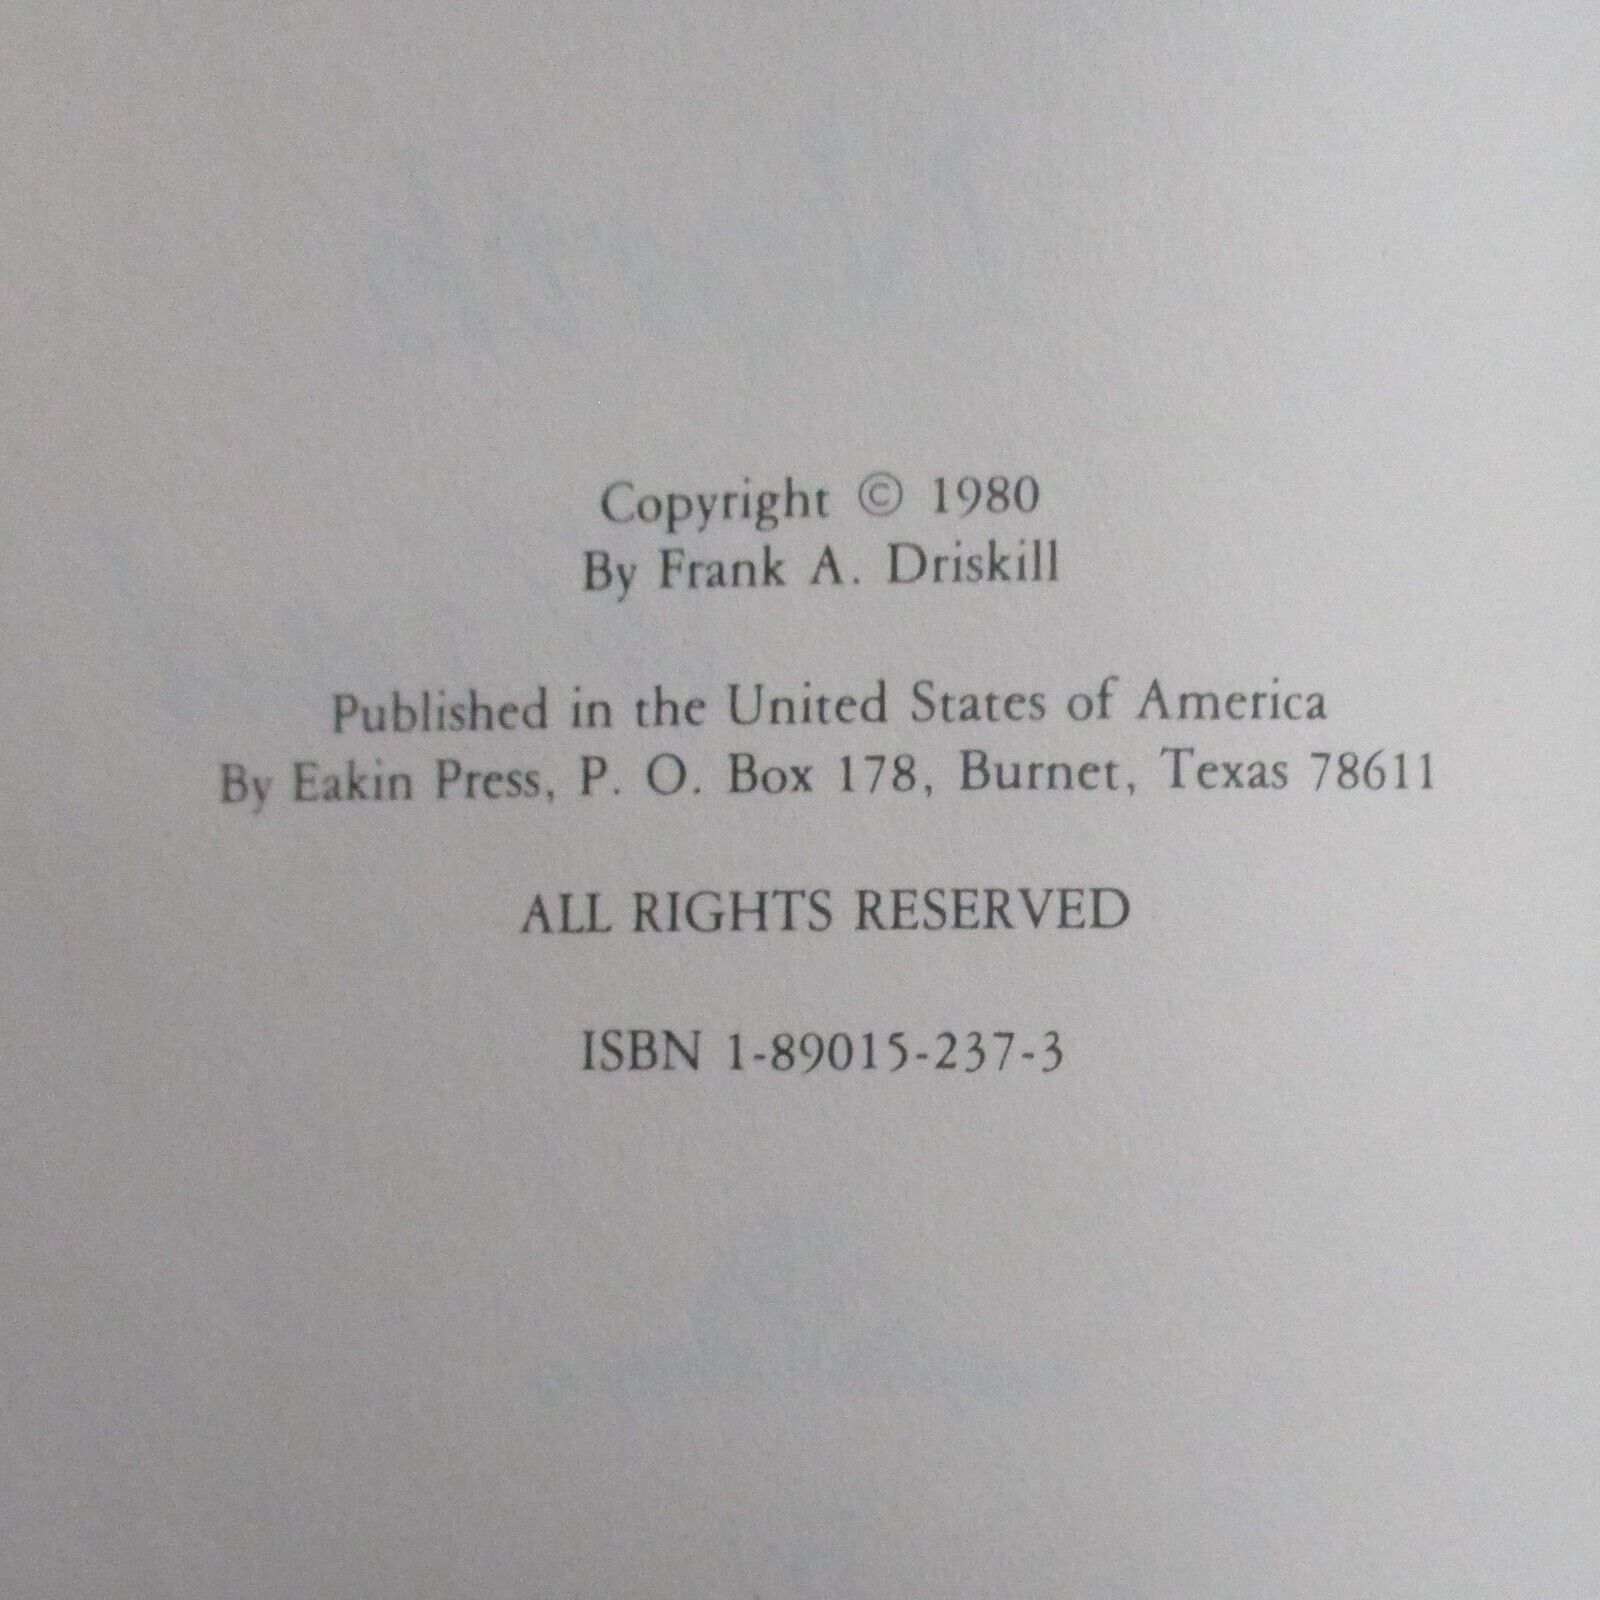 Copyright © 1980
By Frank A. Driskill
Published in the United States of America
By Eakin Press, P. O. Box 178, Burnet, Texas 78611
ALL RIGHTS RESERVED
ISBN 1-89015-237-3